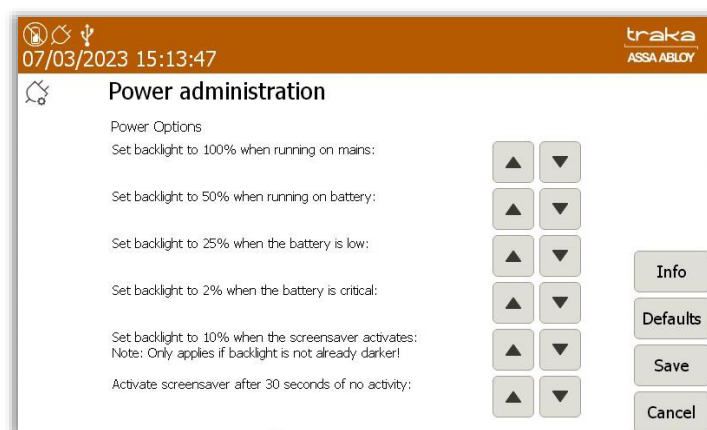 07/03/2023 15:13:47
traka
ASSA ABLOY
Power administration
Power Options
Set backlight to 100% when running on mains:
Set backlight to 50% when running on battery:
Set backlight to 25% when the battery is low:
Set backlight to 2% when the battery is critical:
Set backlight to 10% when the screensaver activates:
Note: Only applies if backlight is not already darker!
Activate screensaver after 30 seconds of no activity:
Info
Defaults
Save
Cancel